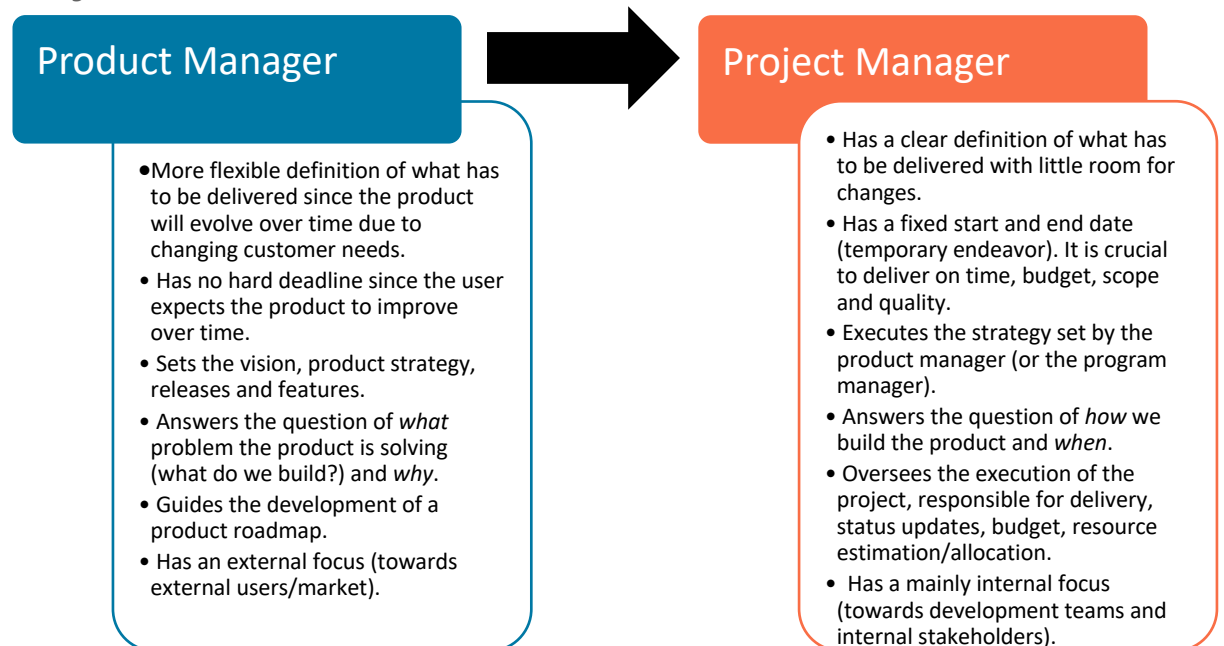 Product Manager
•More flexible definition of what has
to be delivered since the product
will evolve over time due to
changing customer needs.
• Has no hard deadline since the user
expects the product to improve
over time.
• Sets the vision, product strategy,
releases and features.
• Answers the question of what
problem the product is solving
(what do we build?) and why.
• Guides the development of a
product roadmap.
• Has an external focus (towards
external users/market).
Project Manager
• Has a clear definition of what has
to be delivered with little room for
changes.
• Has a fixed start and end date
(temporary endeavor). It is crucial
to deliver on time, budget, scope
and quality.
• Executes the strategy set by the
product manager (or the program
manager).
• Answers the question of how we
build the product and when.
• Oversees the execution of the
project, responsible for delivery,
status updates, budget, resource
estimation/allocation.
• Has a mainly internal focus
(towards development teams and
internal stakeholders).